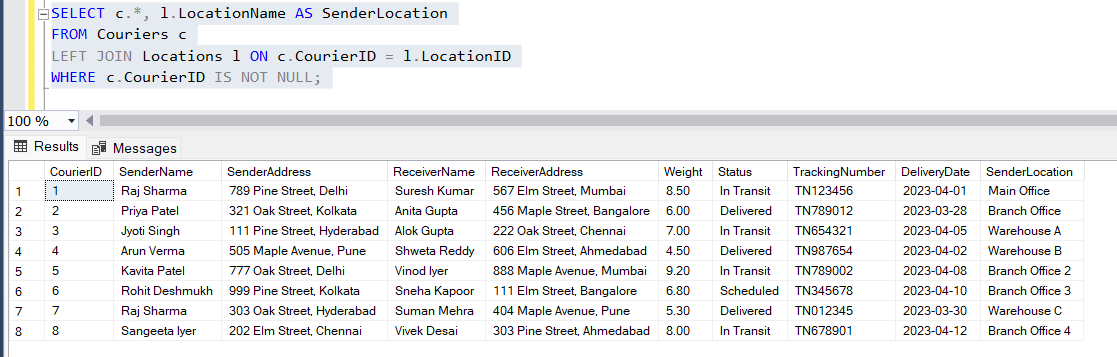 SELECT c.*, l.LocationName AS SenderLocation
FROM Couriers c
LEFT JOIN Locations l ON c.CourierID = l.LocationID
WHERE c.CourierID IS NOT NULL;
100 %
Results Messages
CourierID SenderName SenderAddress ReceiverName ReceiverAddress Weight Status TrackingNumber DeliveryDate SenderLocation
1 1 Raj Sharma 789 Pine Street, Delhi Suresh Kumar 567 Elm Street, Mumbai 8.50 In Transit TN123456 2023-04-01 Main Office
2 2 Priya Patel 321 Oak Street, Kolkata Anita Gupta 456 Maple Street, Bangalore 6.00 Delivered TN789012 2023-03-28 Branch Office
3 3 Jyoti Singh 111 Pine Street, Hyderabad Alok Gupta 222 Oak Street, Chennai 7.00 In Transit TN654321 2023-04-05 Warehouse A
4 4 Arun Verma 505 Maple Avenue, Pune Shweta Reddy 606 Elm Street, Ahmedabad 4.50 Delivered TN987654 2023-04-02 Warehouse B
5 5 Kavita Patel 777 Oak Street, Delhi Vinod Iyer 888 Maple Avenue, Mumbai 9.20 In Transit TN789002 2023-04-08 Branch Office 2
6 6 Rohit Deshmukh 999 Pine Street, Kolkata Sneha Kapoor 111 Elm Street, Bangalore 6.80 Scheduled TN345678 2023-04-10 Branch Office 3
7 7 Raj Sharma 303 Oak Street, Hyderabad Suman Mehra 404 Maple Avenue, Pune 5.30 Delivered TN012345 2023-03-30 Warehouse C
8 8 Sangeeta Iyer 202 Elm Street, Chennai Vivek Desai 303 Pine Street, Ahmedabad 8.00 In Transit TN678901 2023-04-12 Branch Office 4